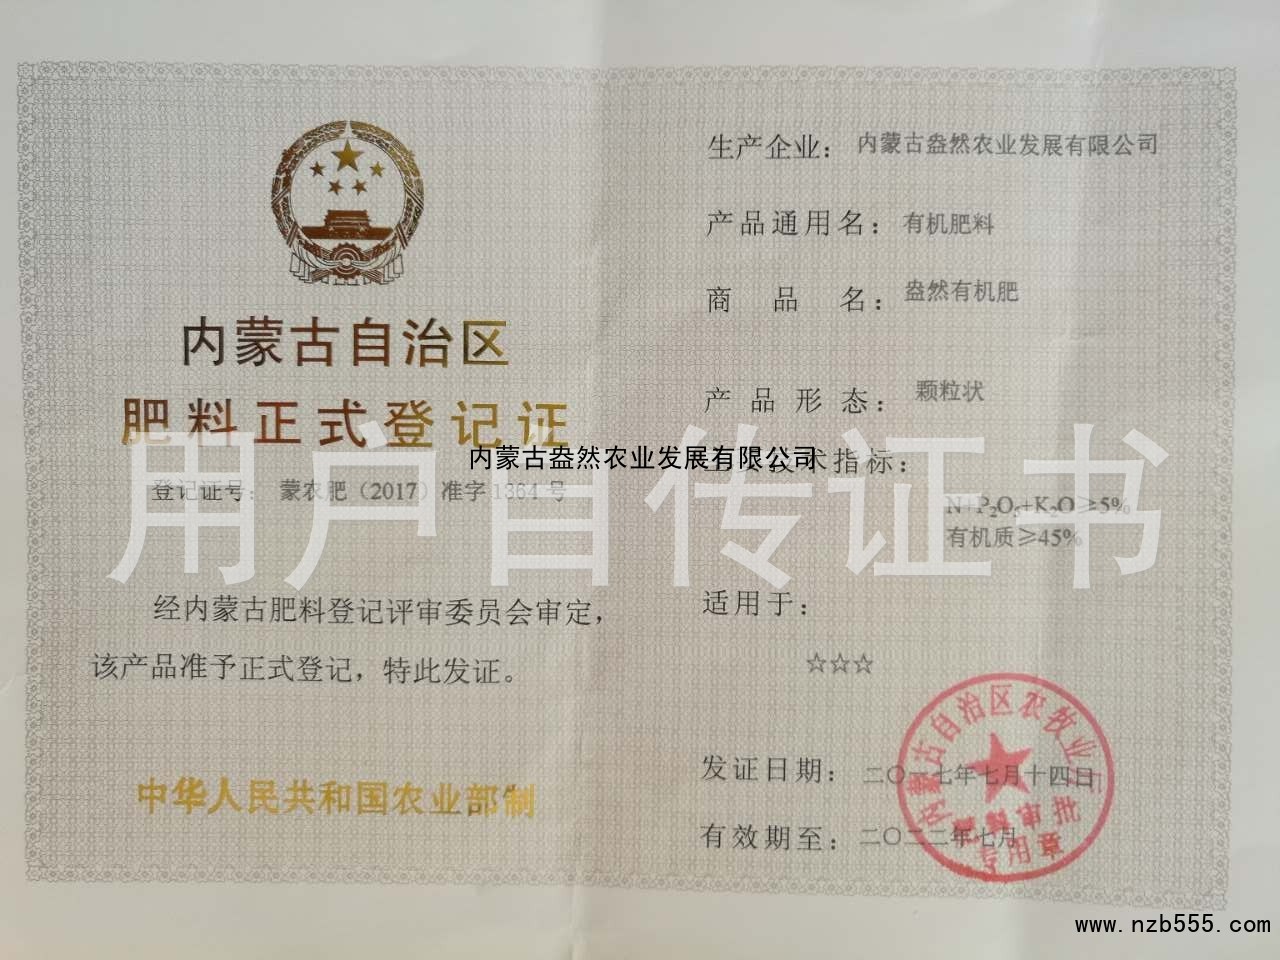 内蒙古自治区
肥料正式登记证
登记证号： 蒙农肥（2017）准字1364号
经内蒙古肥料登记评审委员会审定，
该产品准予正式登记，特此发证。
中华人民共和国农业部制
生产企业： 内蒙古盎然农业发展有限公司
产品通用名： 有机肥料
商品名： 盎然有机肥
产品形态： 颗粒状
技术指标：
N+P₂O₅+K₂O≥5%
有机质≥45%
适用于：
☆☆☆
发证日期： 二〇一七年七月十四日
有效期至： 二〇二二年七月
内蒙古自治区农牧业厅
肥料审批
专用章
用户自传证书
内蒙古盎然农业发展有限公司
www.nzb555.com